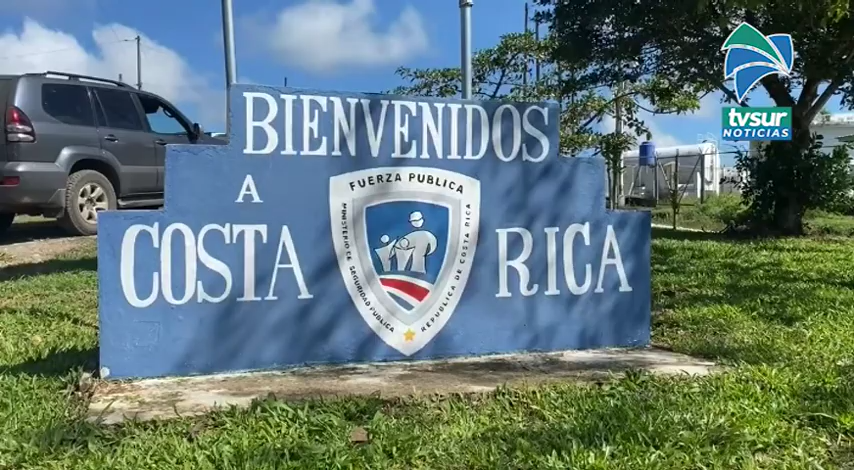 BIENVENIDOS
A
COSTA RICA
FUERZA PUBLICA
MINISTERIO DE SEGURIDAD PUBLICA
REPUBLICA DE COSTA RICA
tvsur
NOTICIAS